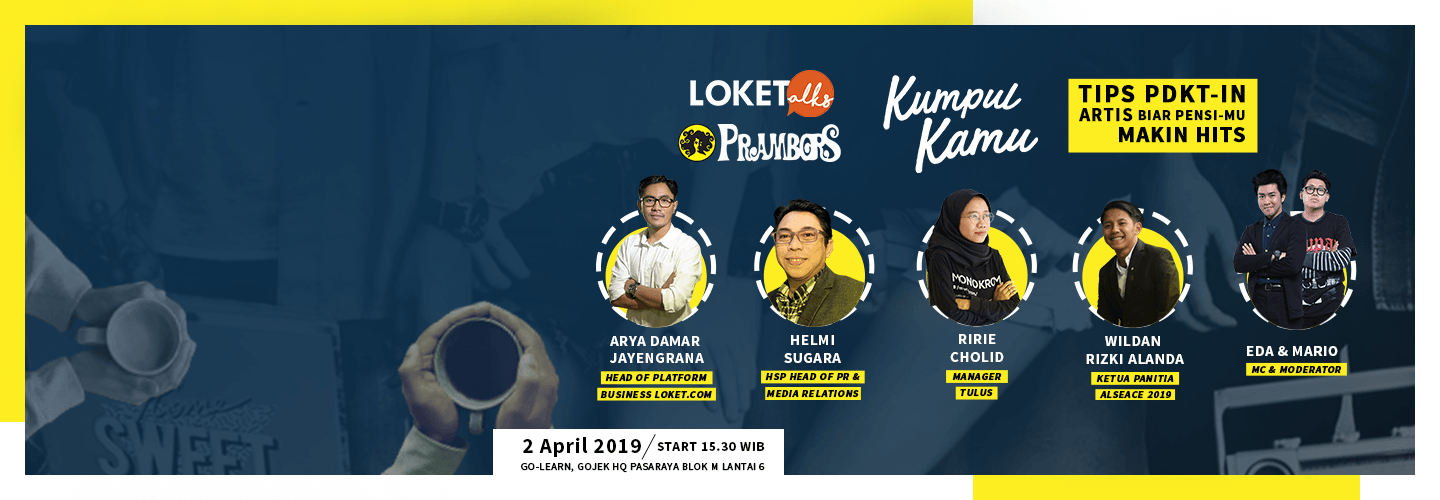 LOKETalks
PRAMBORS
Kumpul
Kamu
TIPS PDKT-IN
ARTIS BIAR PENSI-MU
MAKIN HITS
MONOKROM
ARYA DAMAR
JAYENGRANA
HEAD OF PLATFORM
BUSINESS LOKET.COM
HELMI
SUGARA
HSP HEAD OF PR &
MEDIA RELATIONS
RIRIE
CHOLID
MANAGER
TULUS
WILDAN
RIZKI ALANDA
KETUA PANITIA
ALSEACE 2019
EDA & MARIO
MC & MODERATOR
Home
SWEET
2 April 2019/START 15.30 WIB
GO-LEARN, GOJEK HQ PASARAYA BLOK M LANTAI 6